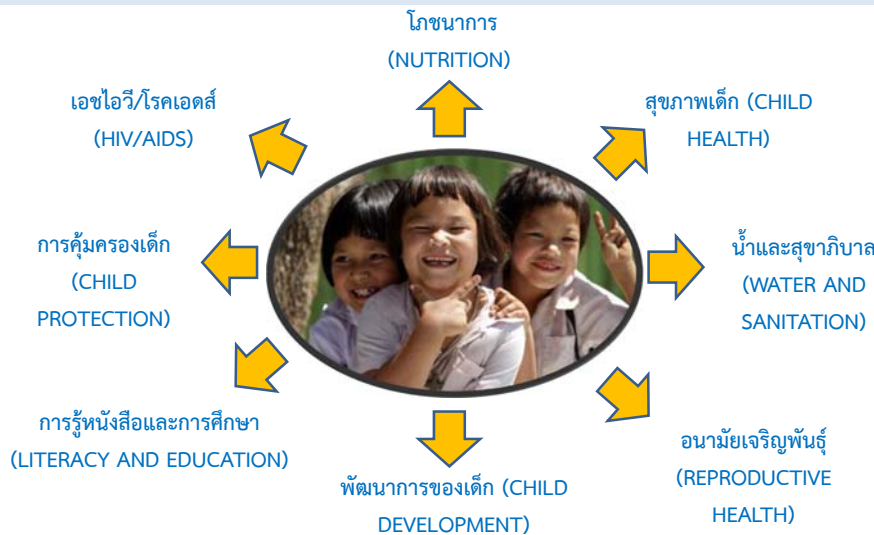 โภชนาการ
(NUTRITION)
สุขภาพเด็ก (CHILD
HEALTH)
น้ำและสุขาภิบาล
(WATER AND
SANITATION)
อนามัยเจริญพันธุ์
(REPRODUCTIVE
HEALTH)
พัฒนาการของเด็ก (CHILD
DEVELOPMENT)
การรู้หนังสือและการศึกษา
(LITERACY AND EDUCATION)
การคุ้มครองเด็ก
(CHILD
PROTECTION)
เอชไอวี/โรคเอดส์
(HIV/AIDS)